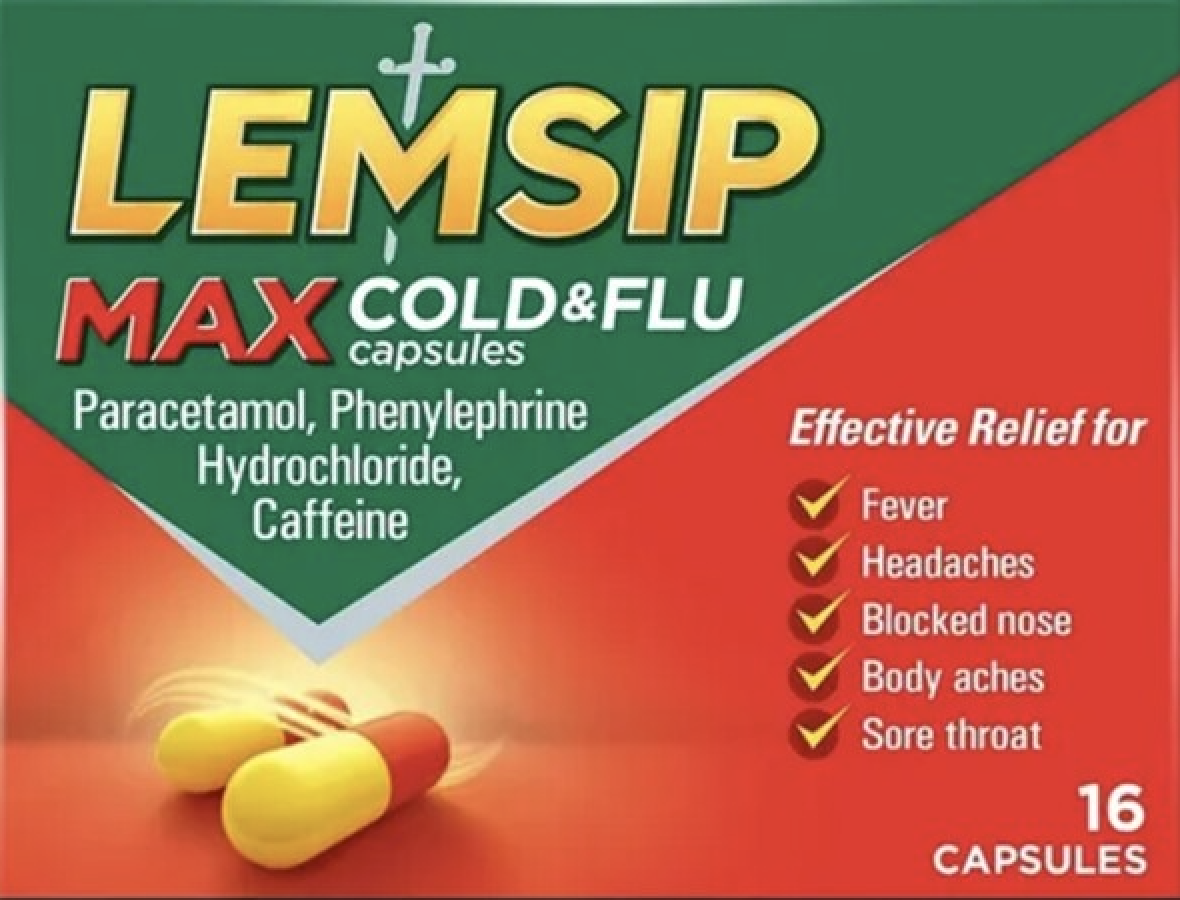 LEMSIP
MAX COLD&FLU
capsules
Paracetamol, Phenylephrine
Hydrochloride,
Caffeine
Effective Relief for
Fever
Headaches
Blocked nose
Body aches
Sore throat
16
CAPSULES